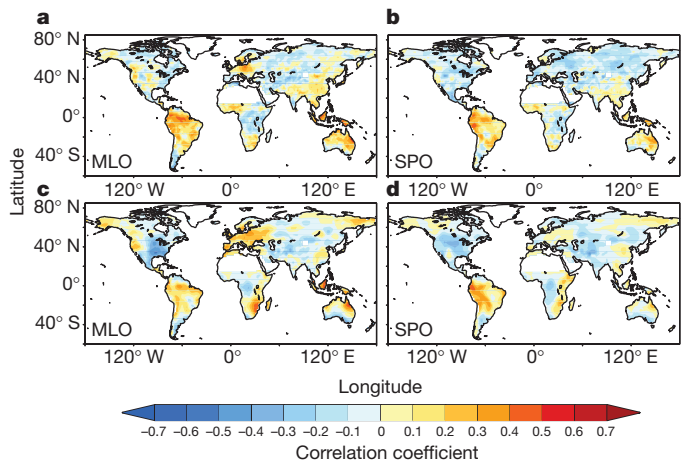 a
b
80° N
40° N
0°
40° S
MLO
SPO
120° W
0°
120° E
120° W
0°
120° E
Latitude
c
d
80° N
40° N
0°
40° S
MLO
SPO
120° W
0°
120° E
120° W
0°
120° E
Longitude
–0.7 –0.6 –0.5 –0.4 –0.3 –0.2 –0.1 0 0.1 0.2 0.3 0.4 0.5 0.6 0.7
Correlation coefficient